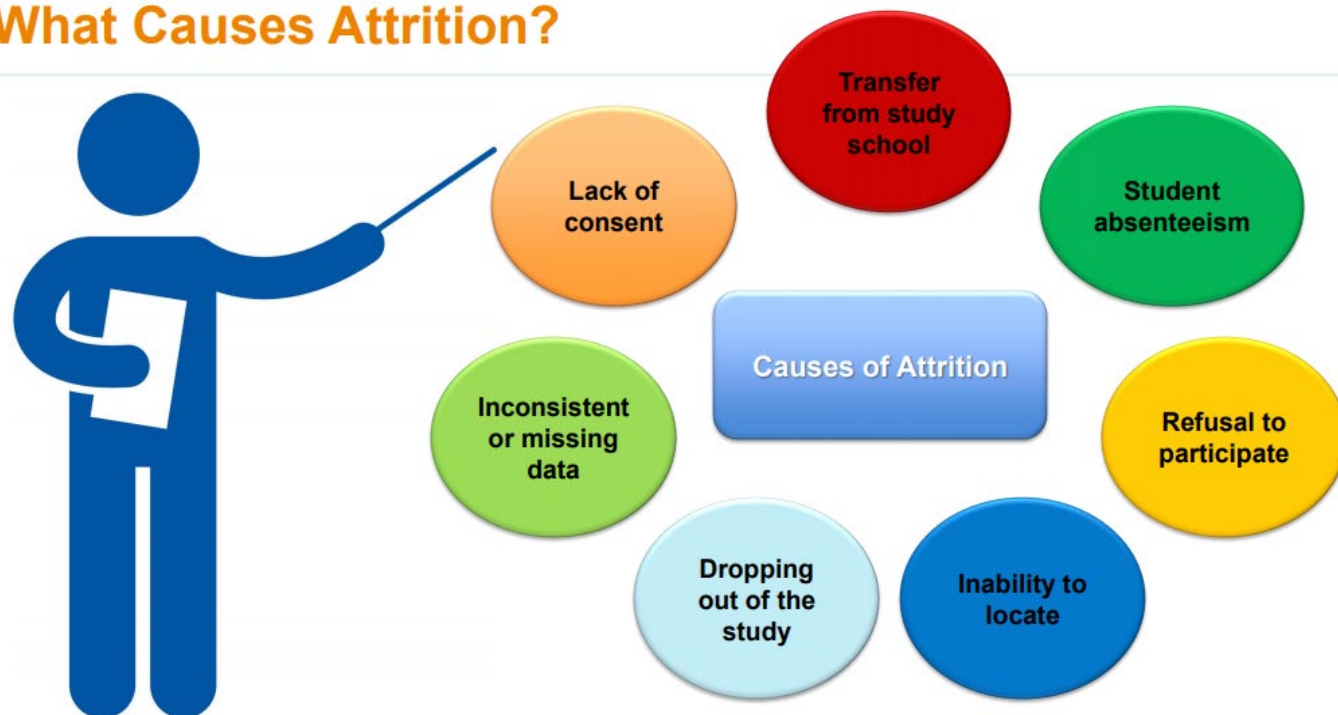 What Causes Attrition?
Transfer
from study
school
Lack of
consent
Student
absenteeism
Causes of Attrition
Inconsistent
or missing
data
Refusal to
participate
Dropping
out of the
study
Inability to
locate